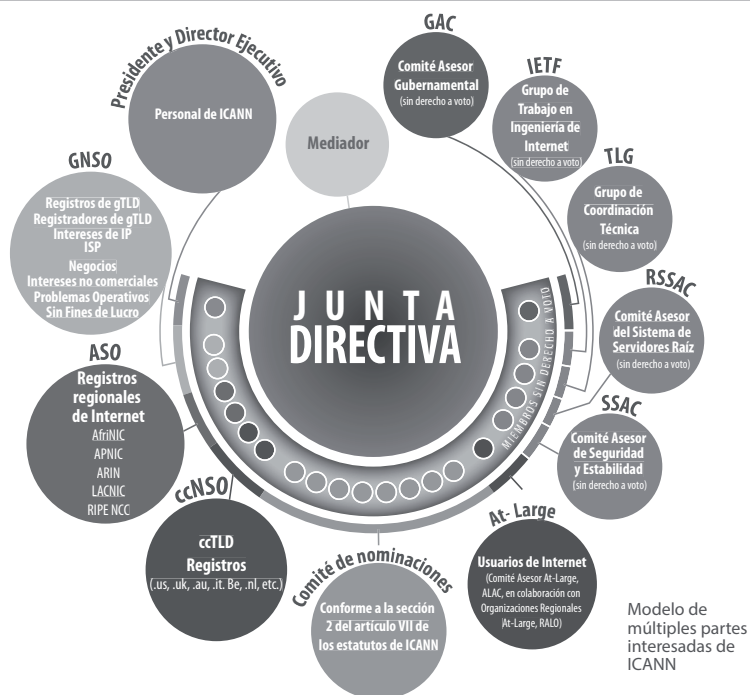 Presidente y Director Ejecutivo
Personal de ICANN
Mediador
GAC
Comité Asesor
Gubernamental
(sin derecho a voto)
IETF
Grupo de
Trabajo en
Ingeniería de
Internet
(sin derecho a voto)
TLG
Grupo de
Coordinación
Técnica
(sin derecho a voto)
RSSAC
Comité Asesor
del Sistema de
Servidores Raíz
(sin derecho a voto)
SSAC
Comité Asesor
de Seguridad
y Estabilidad
(sin derecho a voto)
At- Large
Usuarios de Internet
(Comité Asesor At-Large,
ALAC, en colaboración con
Organizaciones Regionales
At-Large, RALO)
Comité de nominaciones
Conforme a la sección
2 del artículo VII de
los estatutos de ICANN
ccNSO
ccTLD
Registros
(.us, .uk, .au, .it. Be, .nl, etc.)
ASO
Registros
regionales
de Internet
AfriNIC
APNIC
ARIN
LACNIC
RIPE NCC
GNSO
Registros de gTLD
Registradores de gTLD
Intereses de IP
ISP
Negocios
Intereses no comerciales
Problemas Operativos
Sin Fines de Lucro
JUNTA
DIRECTIVA
MIEMBROS SIN DERECHO A VOTO
Modelo de
múltiples partes
interesadas de
ICANN